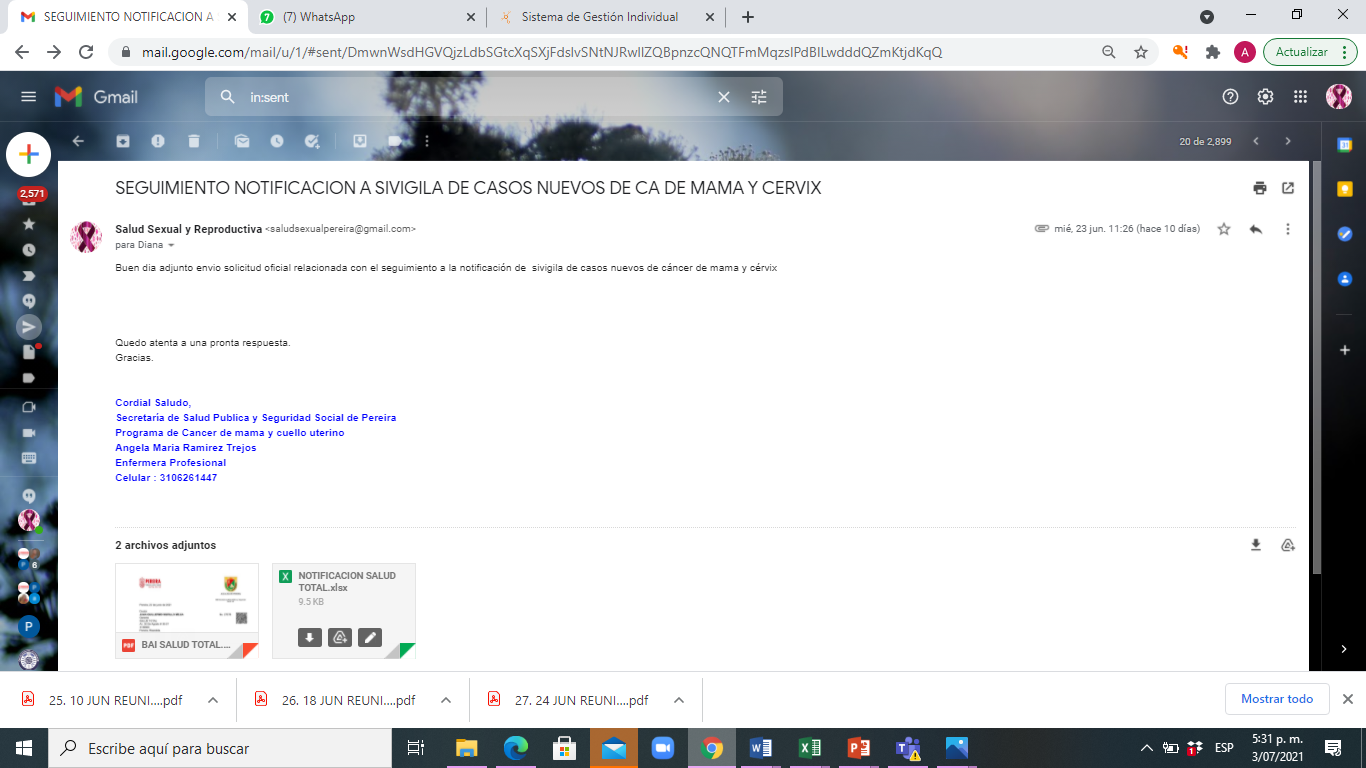 SEGUIMIENTO NOTIFICACION A
(7) WhatsApp
Sistema de Gestión Individual
mail.google.com/mail/u/1/#sent/DmwnWsdHGVQjzLdbSGtcXqSXjFdslvSNtNJRwllZQBpnzcQNQTFmMqzslPdBlLwdddQZmKtjdKqQ
A
Actualizar
Gmail
in:sent
20 de 2,899
2,571
SEGUIMIENTO NOTIFICACION A SIVIGILA DE CASOS NUEVOS DE CA DE MAMA Y CERVIX
Salud Sexual y Reproductiva <saludsexualpereira@gmail.com>
mié, 23 jun. 11:26 (hace 10 días)
para Diana
Buen dia adjunto envio solicitud oficial relacionada con el seguimiento a la notificación de sivigila de casos nuevos de cáncer de mama y cérvix
Quedo atenta a una pronta respuesta.
Gracias.
Cordial Saludo,
Secretaria de Salud Publica y Seguridad Social de Pereira
Programa de Cancer de mama y cuello uterino
Angela Maria Ramirez Trejos
Enfermera Profesional
Celular : 3106261447
2 archivos adjuntos
NOTIFICACION SALUD
TOTAL.xlsx
9.5 KB
PDF
BAI SALUD TOTAL....
6
P
25. 10 JUN REUNI....pdf
26. 18 JUN REUNI....pdf
27. 24 JUN REUNI....pdf
Mostrar todo
Escribe aquí para buscar
ESP
5:31 p. m.
3/07/2021